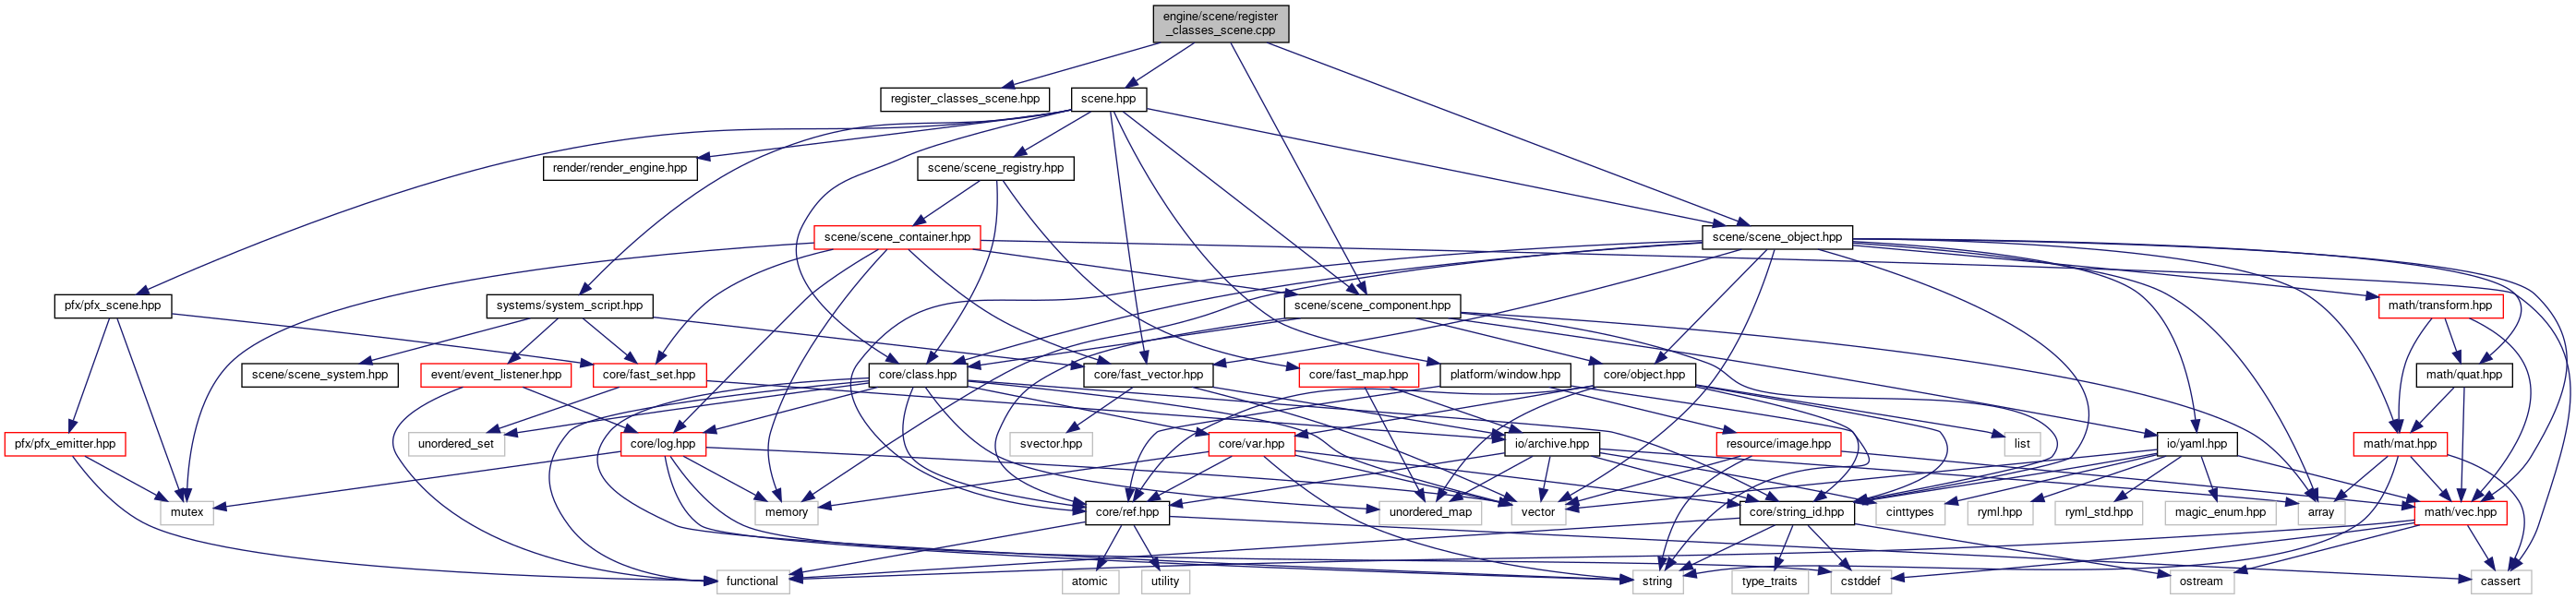 engine/scene/register
_classes_scene.cpp
register_classes_scene.hpp
scene.hpp
render/render_engine.hpp
scene/scene_registry.hpp
scene/scene_container.hpp
scene/scene_object.hpp
pfx/pfx_scene.hpp
systems/system_script.hpp
scene/scene_component.hpp
math/transform.hpp
scene/scene_system.hpp
event/event_listener.hpp
core/fast_set.hpp
core/class.hpp
core/fast_vector.hpp
core/fast_map.hpp
platform/window.hpp
core/object.hpp
math/quat.hpp
pfx/pfx_emitter.hpp
unordered_set
core/log.hpp
svector.hpp
core/var.hpp
io/archive.hpp
resource/image.hpp
list
io/yaml.hpp
math/mat.hpp
mutex
memory
core/ref.hpp
unordered_map
vector
core/string_id.hpp
cinttypes
ryml.hpp
ryml_std.hpp
magic_enum.hpp
array
math/vec.hpp
functional
atomic
utility
string
type_traits
cstddef
ostream
cassert